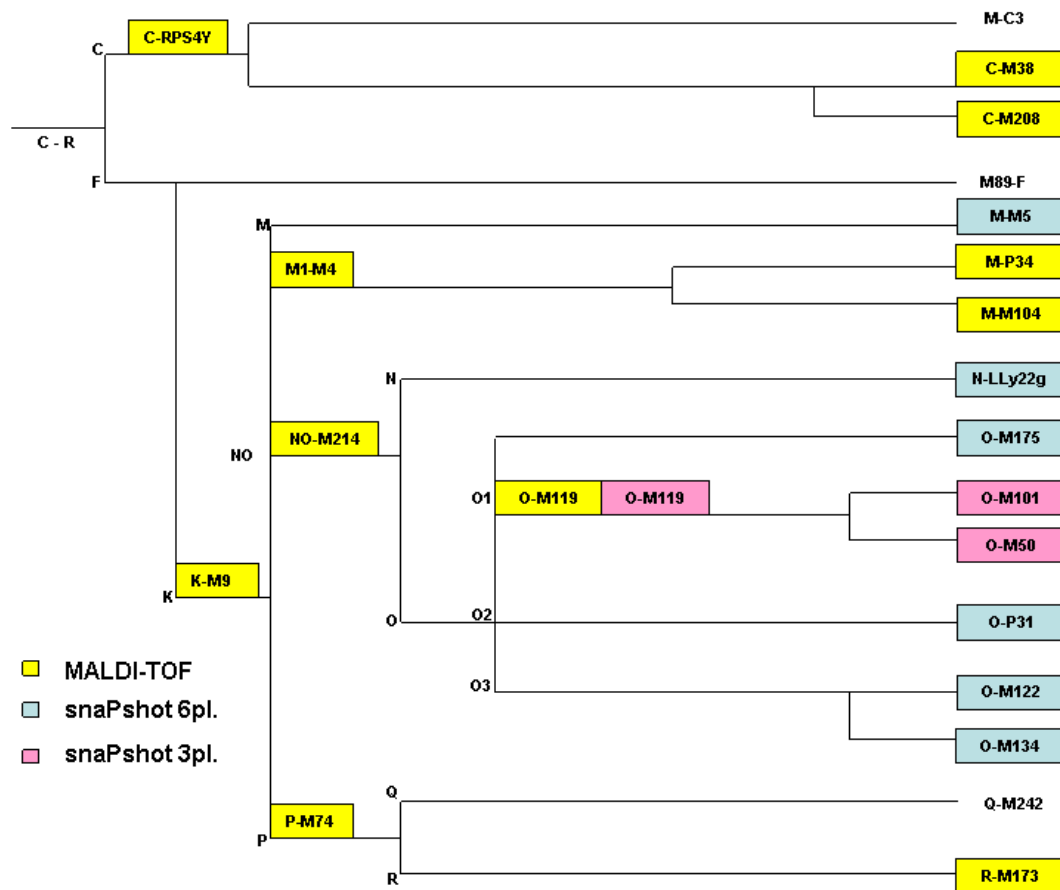 M-C3
C-RPS4Y
C
C-M38
C-M208
C - R
F
M89-F
M-M5
M
M1-M4
M-P34
M-M104
N
N-LLy22g
NO-M214
NO
O-M175
O1
O-M119
O-M119
O-M101
O-M50
K-M9
K
O
O2
O-P31
MALDI-TOF
snaPshot 6pl.
snaPshot 3pl.
O3
O-M122
O-M134
Q
Q-M242
P-M74
P
R
R-M173